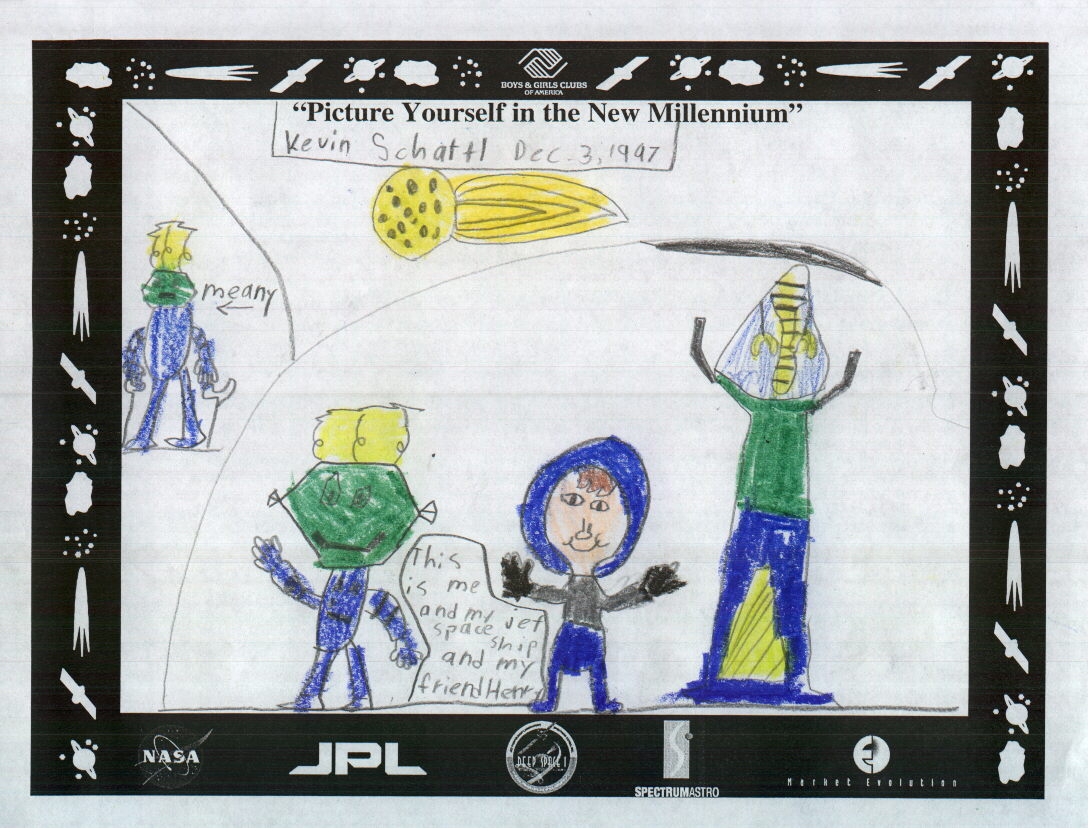 BOYS & GIRLS CLUBS
OF AMERICA
“Picture Yourself in the New Millennium”
Kevin Schattl Dec. 3, 1997
meany
This
is me
and my jet
space ship
and my
friend Henry
NASA
JPL
DEEP SPACE 1
SPECTRUMASTRO
Market Evolution